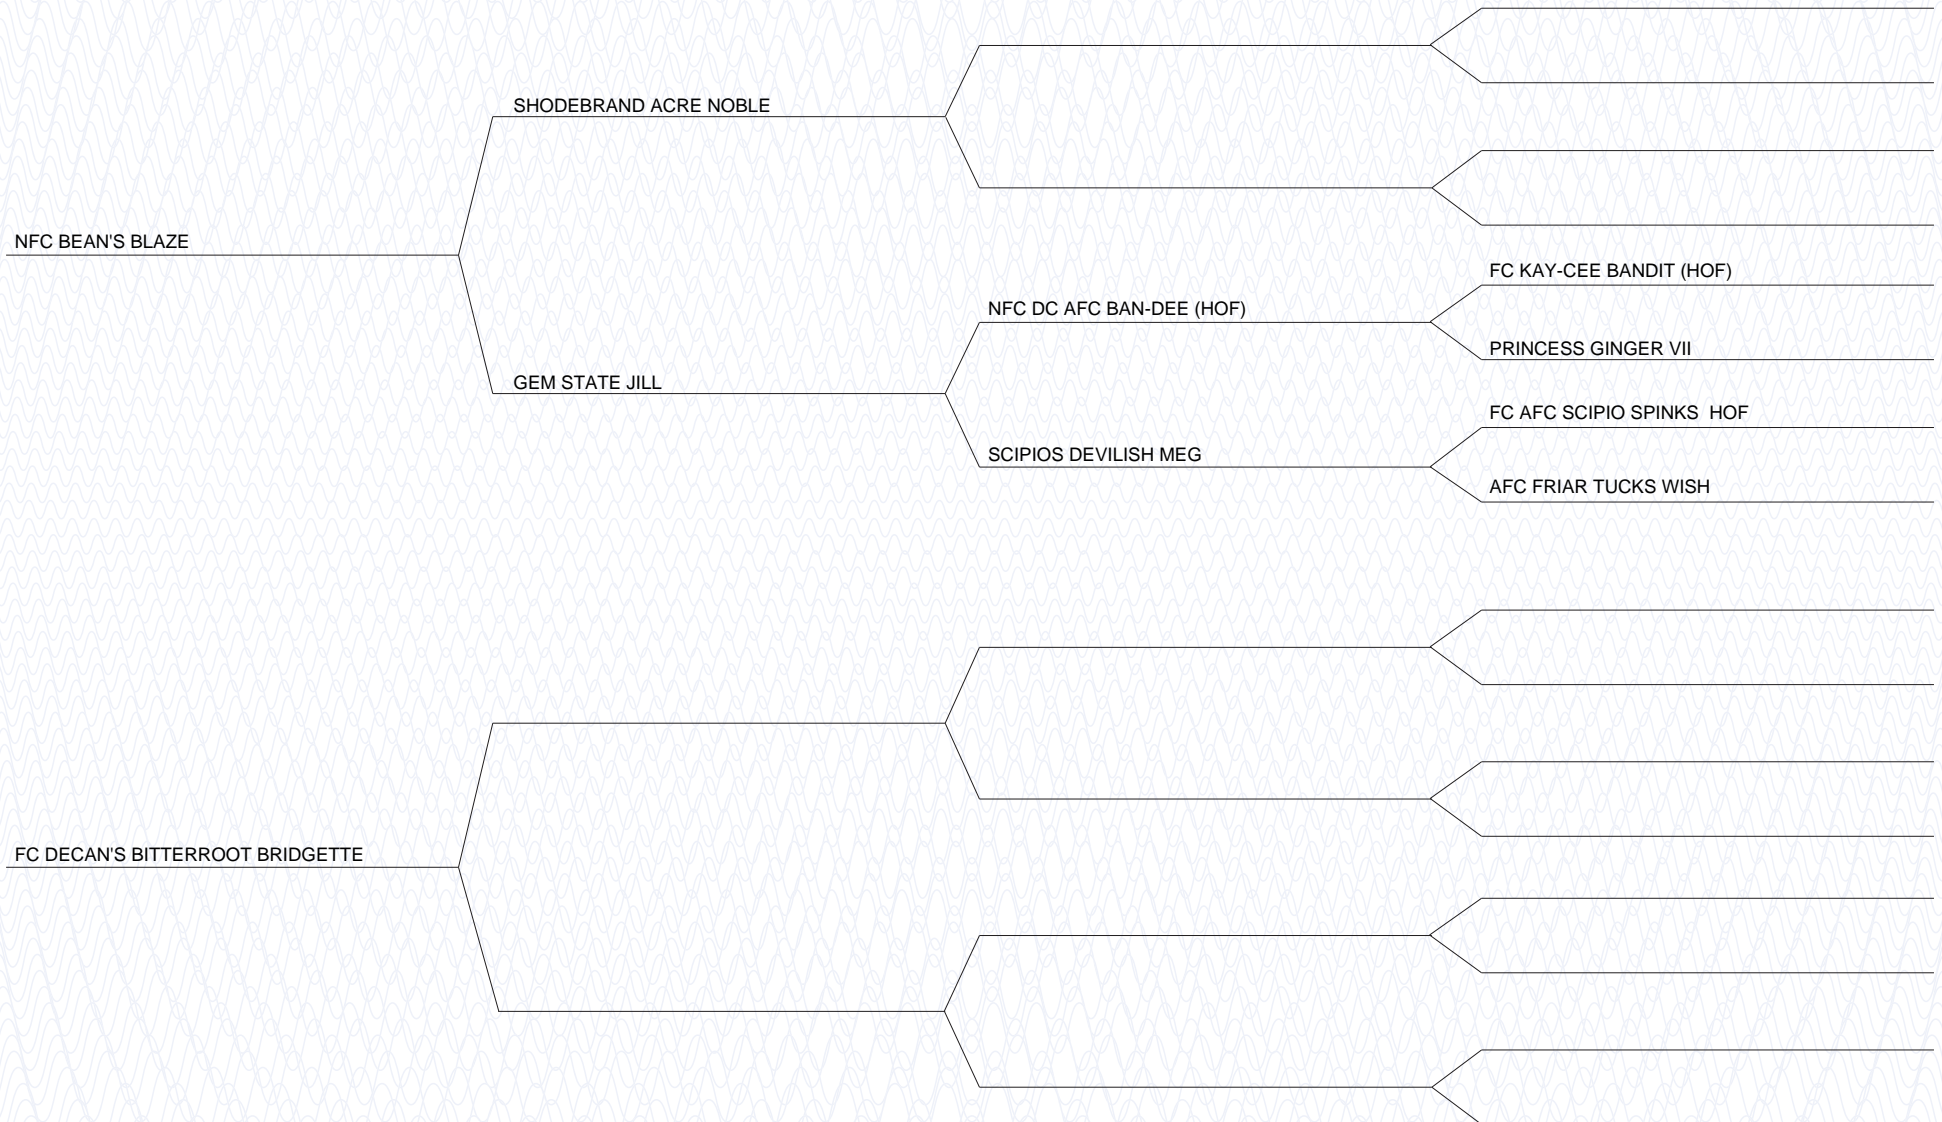 SHODEBRAND ACRE NOBLE
NFC BEAN'S BLAZE
FC KAY-CEE BANDIT (HOF)
NFC DC AFC BAN-DEE (HOF)
PRINCESS GINGER VII
GEM STATE JILL
FC AFC SCIPIO SPINKS  HOF
SCIPIOS DEVILISH MEG
AFC FRIAR TUCKS WISH
FC DECAN'S BITTERROOT BRIDGETTE